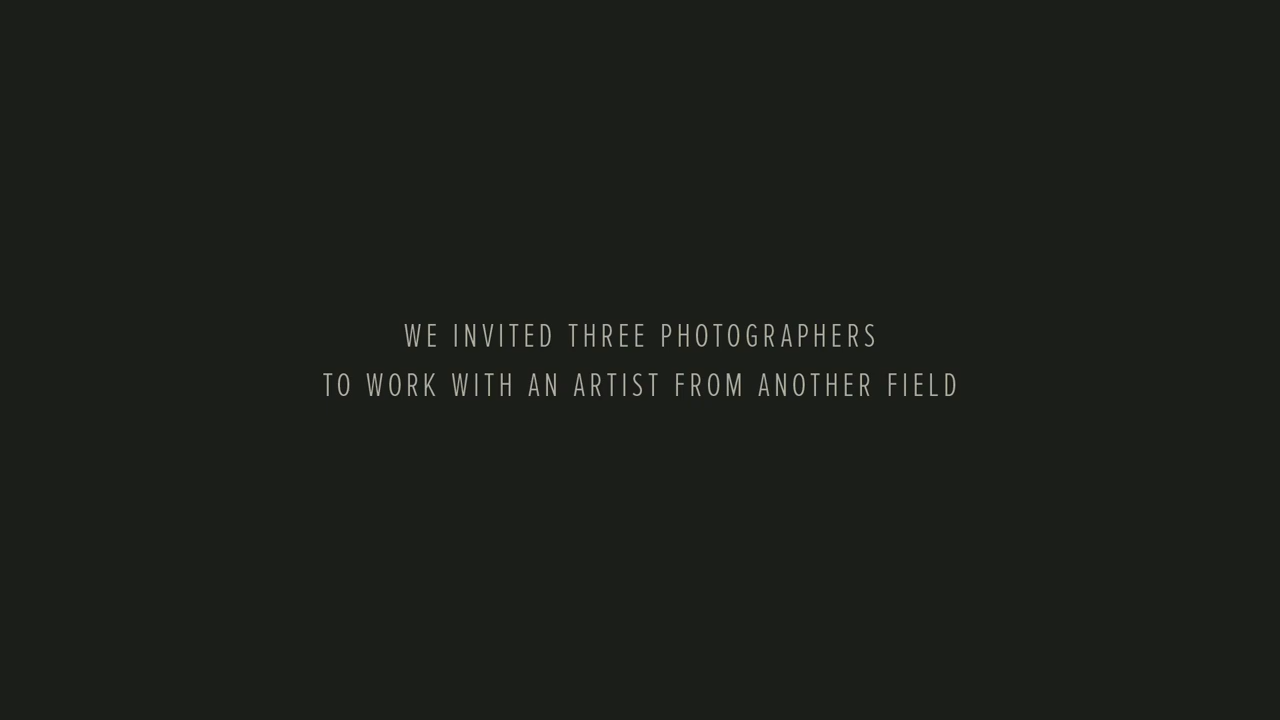 WE INVITED THREE PHOTOGRAPHERS
TO WORK WITH AN ARTIST FROM ANOTHER FIELD